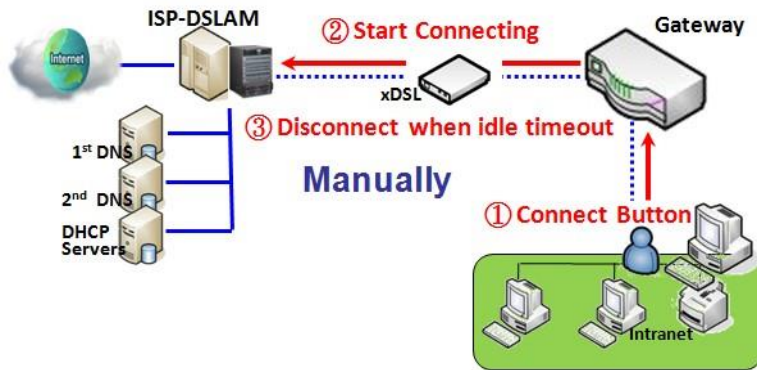 ISP-DSLAM
② Start Connecting
Gateway
Internet
xDSL
③ Disconnect when idle timeout
1st DNS
2nd DNS
DHCP
Servers
Manually
① Connect Button
Intranet